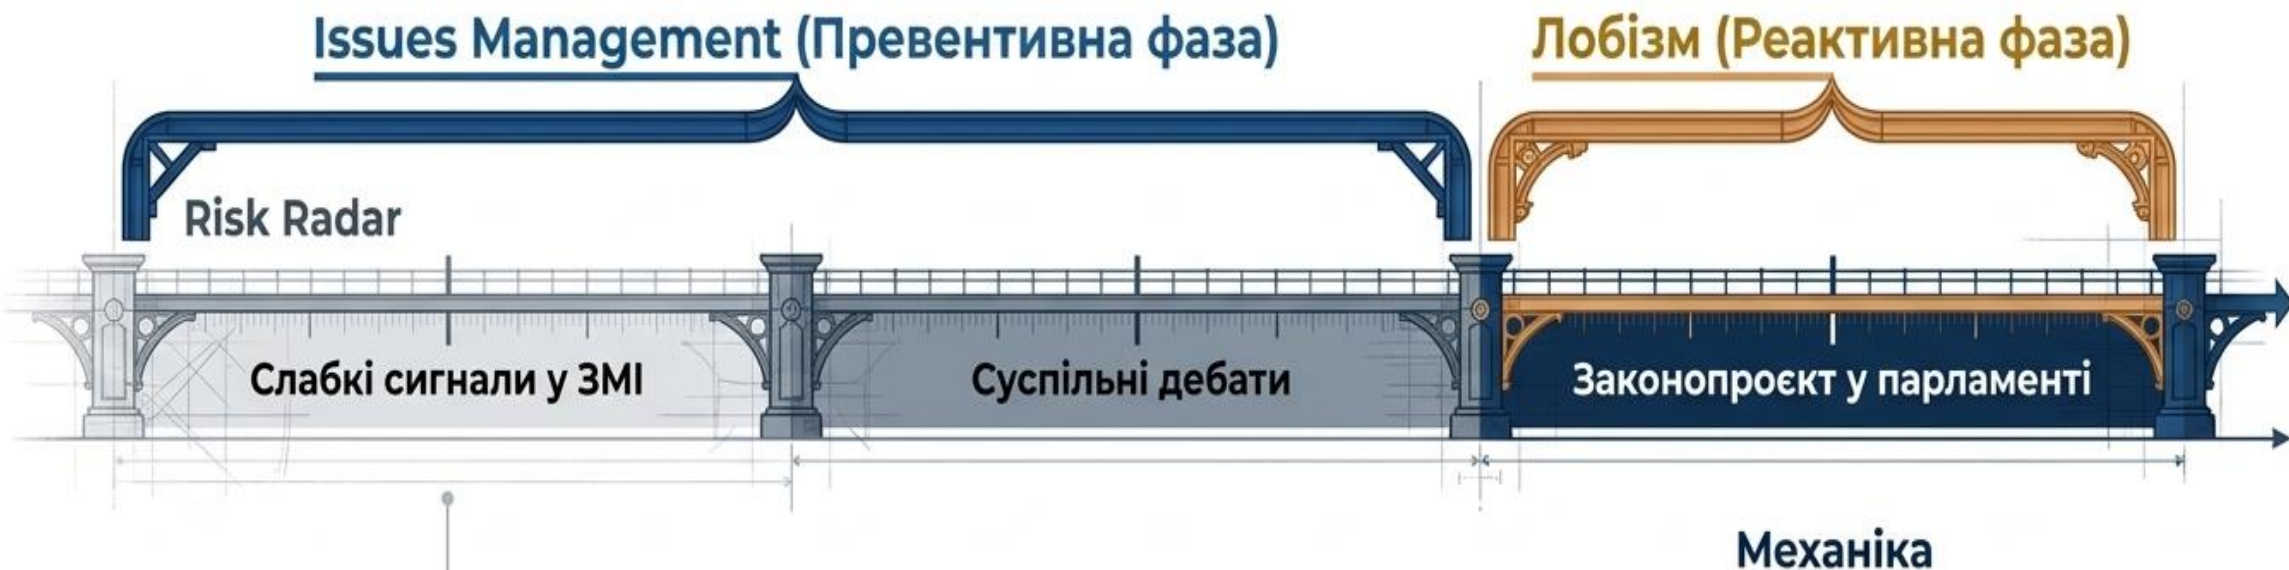 Issues Management (Превентивна фаза)
Лобізм (Реактивна фаза)
Risk Radar
Слабкі сигнали у ЗМІ
Суспільні дебати
Законопроєкт у парламенті
Механіка